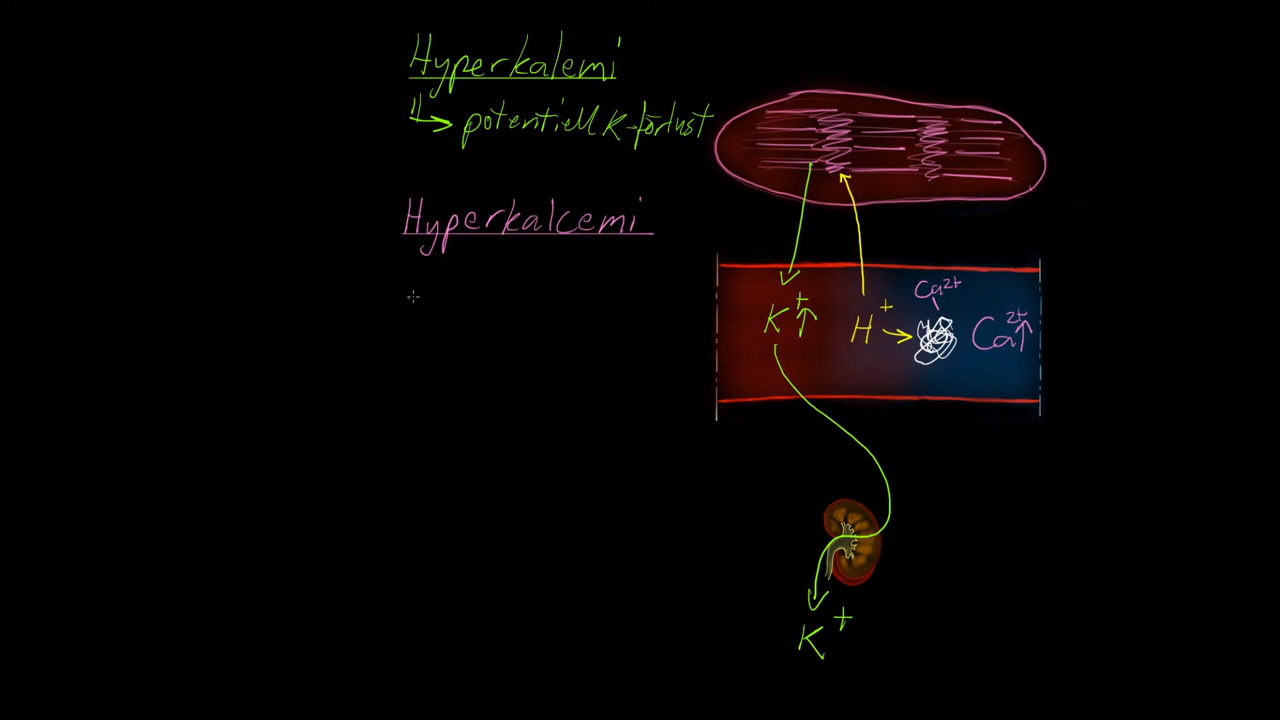 Hyperkalemi
↳ potentiell K-förlust
Hyperkalcemi
Ca²⁺
K⁺↑
H⁺ →
Ca²⁺↑
K⁺